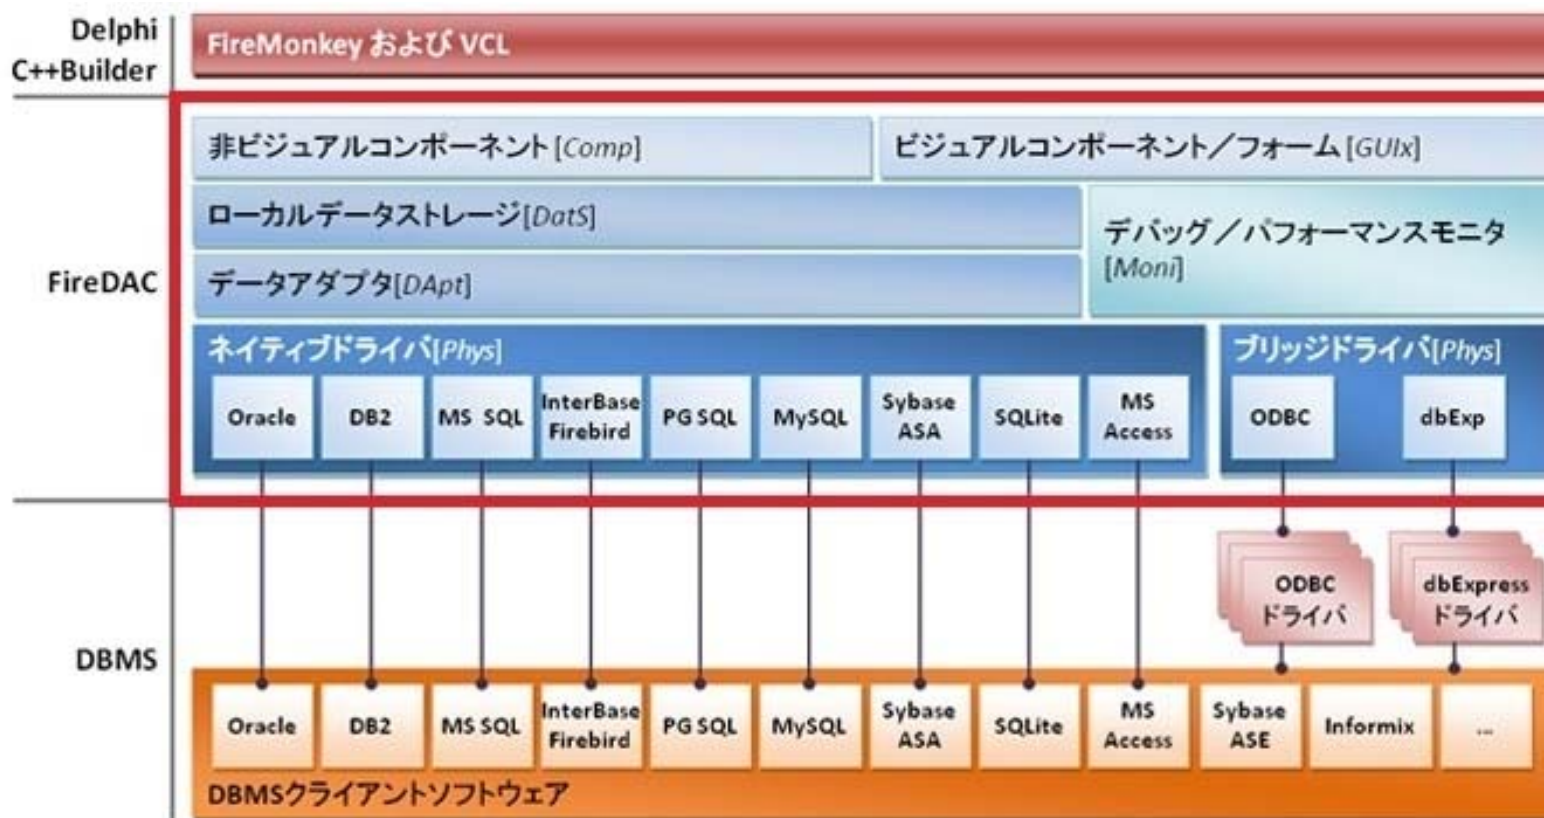 Delphi
C++Builder
FireMonkey および VCL
FireDAC
非ビジュアルコンポーネント [Comp]
ビジュアルコンポーネント／フォーム [GUIx]
ローカルデータストレージ[DatS]
デバッグ／パフォーマンスモニタ
[Moni]
データアダプタ[DApt]
ネイティブドライバ[Phys]
Oracle
DB2
MS SQL
InterBase
Firebird
PG SQL
MySQL
Sybase
ASA
SQLite
MS
Access
ブリッジドライバ[Phys]
ODBC
dbExp
DBMS
ODBC
ドライバ
dbExpress
ドライバ
Oracle
DB2
MS SQL
InterBase
Firebird
PG SQL
MySQL
Sybase
ASA
SQLite
MS
Access
Sybase
ASE
Informix
...
DBMSクライアントソフトウェア